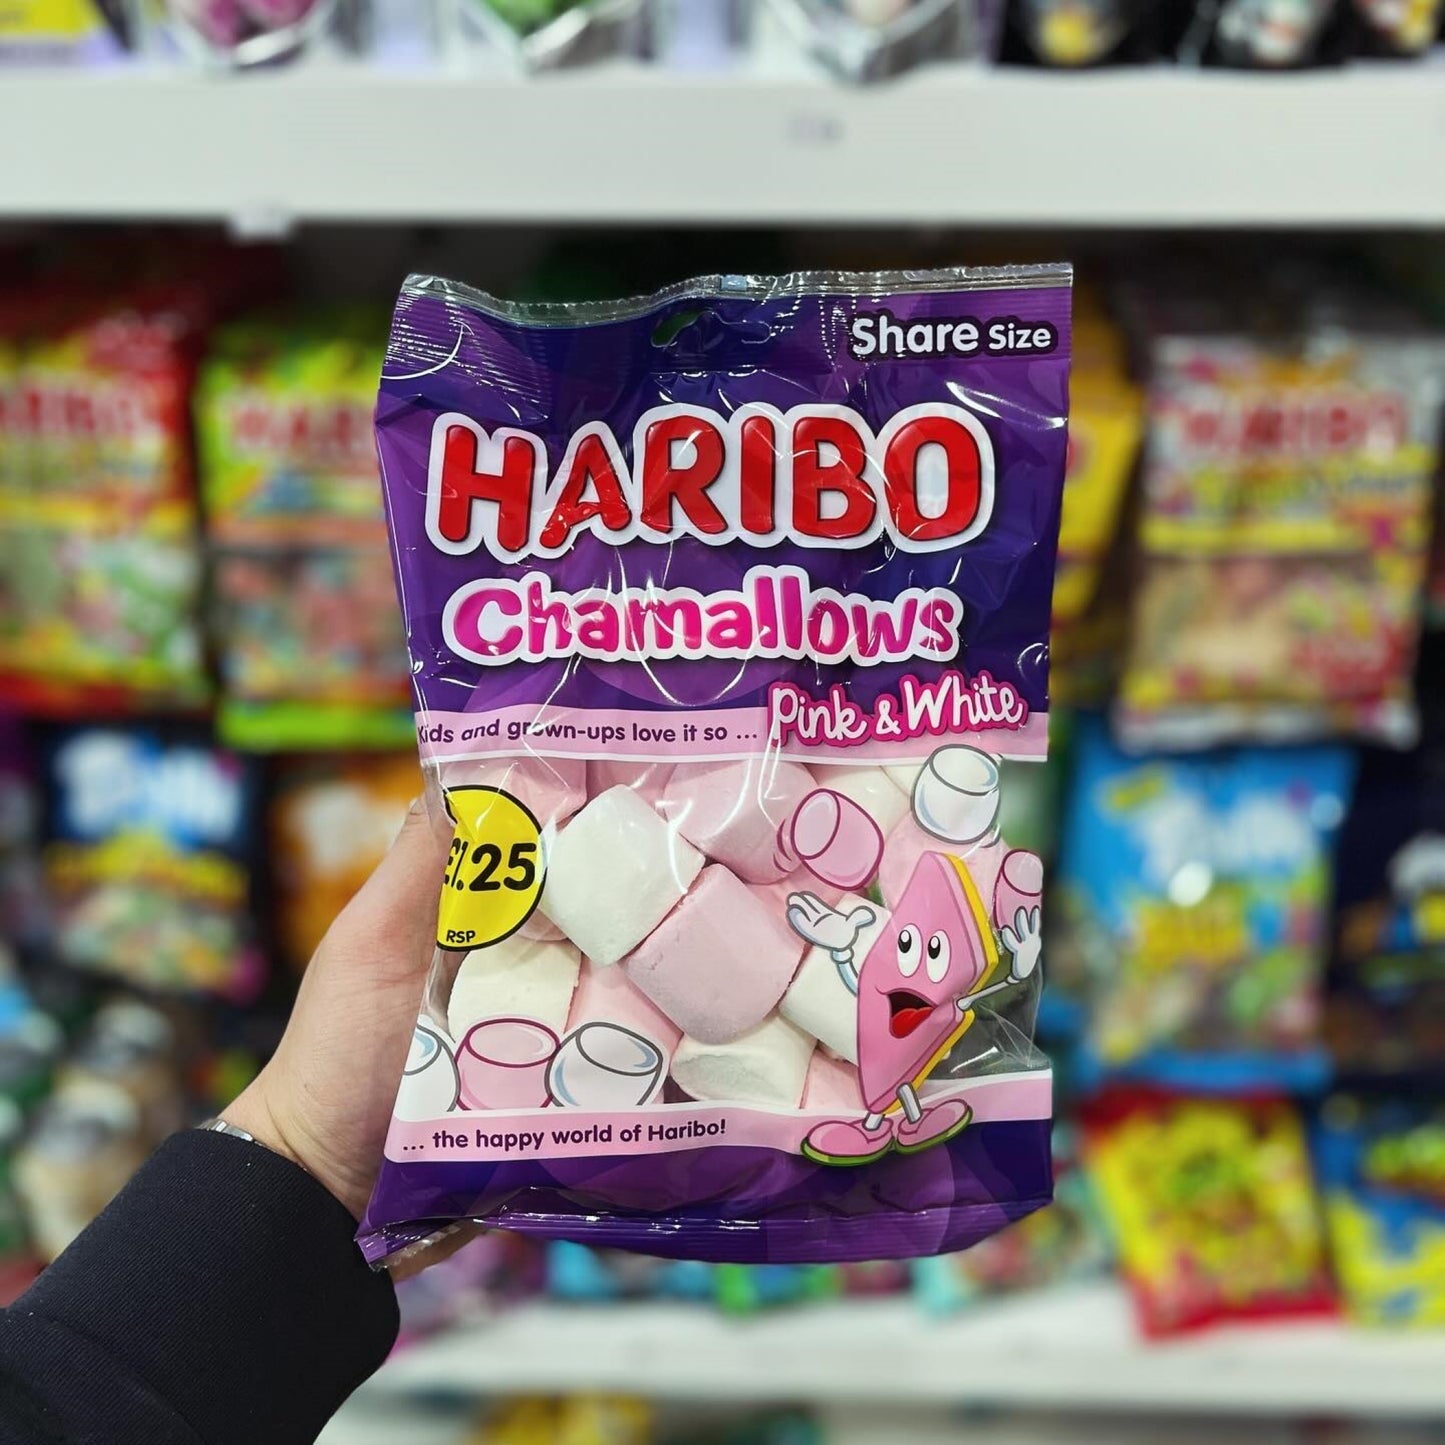 Share Size
HARIBO
Chamallows
Pink & White
Kids and grown-ups love it so ...
£1.25
RSP
... the happy world of Haribo!
HARIBO